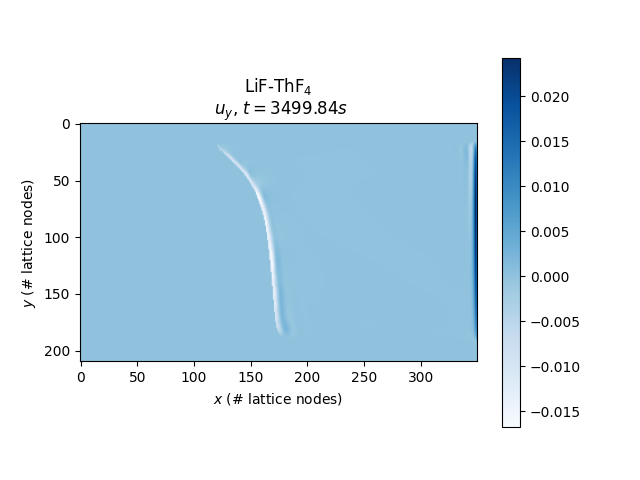 LiF-ThF₄
u_y, t = 3499.84s
0
50
100
150
200
y (# lattice nodes)
0 50 100 150 200 250 300
x (# lattice nodes)
0.020
0.015
0.010
0.005
0.000
−0.005
−0.010
−0.015